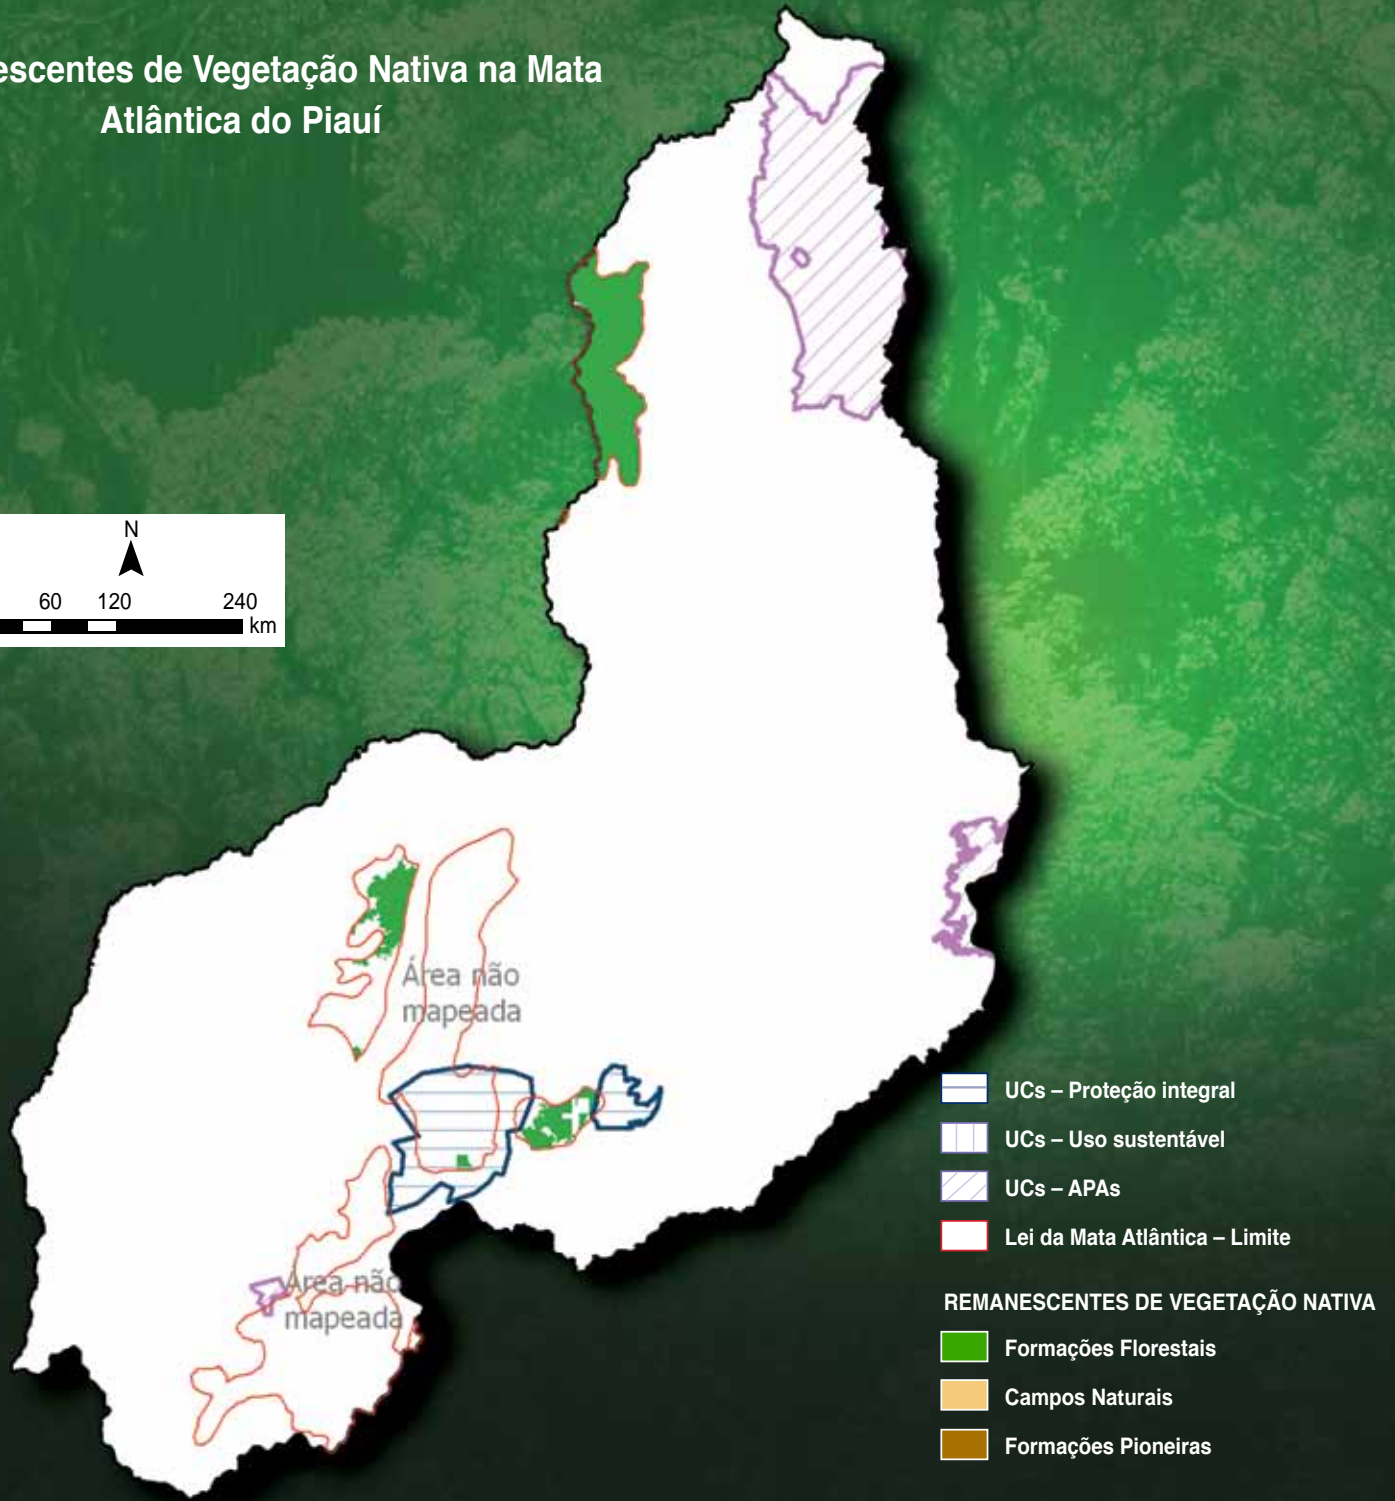 escentes de Vegetação Nativa na Mata
Atlântica do Piauí
N
60 120 240
km
Área não
mapeada
Área não
mapeada
UCs – Proteção integral
UCs – Uso sustentável
UCs – APAs
Lei da Mata Atlântica – Limite
REMANESCENTES DE VEGETAÇÃO NATIVA
Formações Florestais
Campos Naturais
Formações Pioneiras